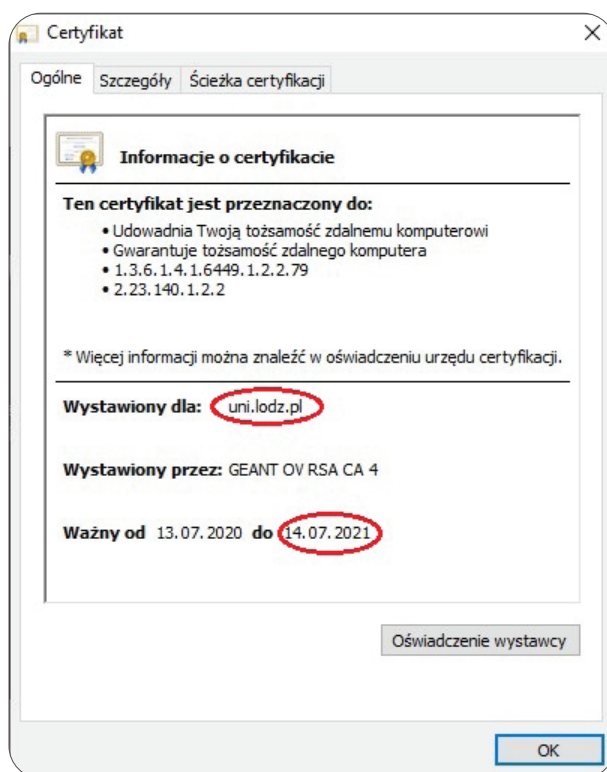 Certyfikat
Ogólne Szczegóły Ścieżka certyfikacji
Informacje o certyfikacie
Ten certyfikat jest przeznaczony do:
• Udowadnia Twoją tożsamość zdalnemu komputerowi
• Gwarantuje tożsamość zdalnego komputera
• 1.3.6.1.4.1.6449.1.2.2.79
• 2.23.140.1.2.2
* Więcej informacji można znaleźć w oświadczeniu urzędu certyfikacji.
Wystawiony dla: uni.lodz.pl
Wystawiony przez: GEANT OV RSA CA 4
Ważny od 13.07.2020 do 14.07.2021
Oświadczenie wystawcy
OK